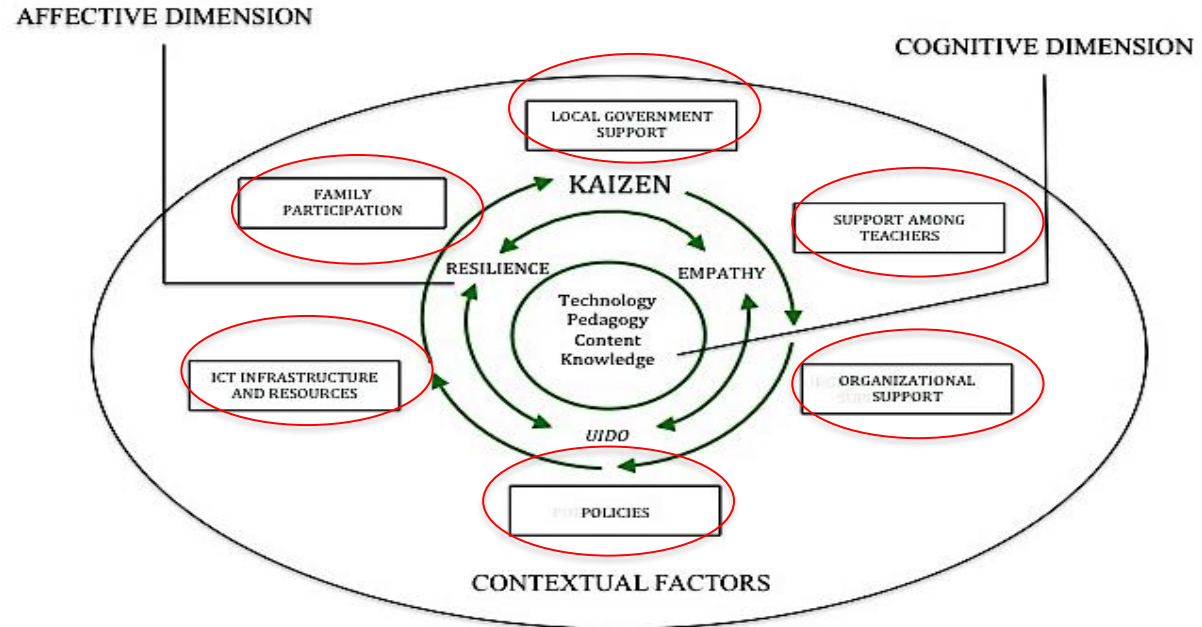 AFFECTIVE DIMENSION
COGNITIVE DIMENSION
LOCAL GOVERNMENT
SUPPORT
KAIZEN
FAMILY
PARTICIPATION
SUPPORT AMONG
TEACHERS
RESILIENCE
EMPATHY
Technology
Pedagogy
Content
Knowledge
ICT INFRASTRUCTURE
AND RESOURCES
ORGANIZATIONAL
SUPPORT
UIDO
POLICIES
CONTEXTUAL FACTORS